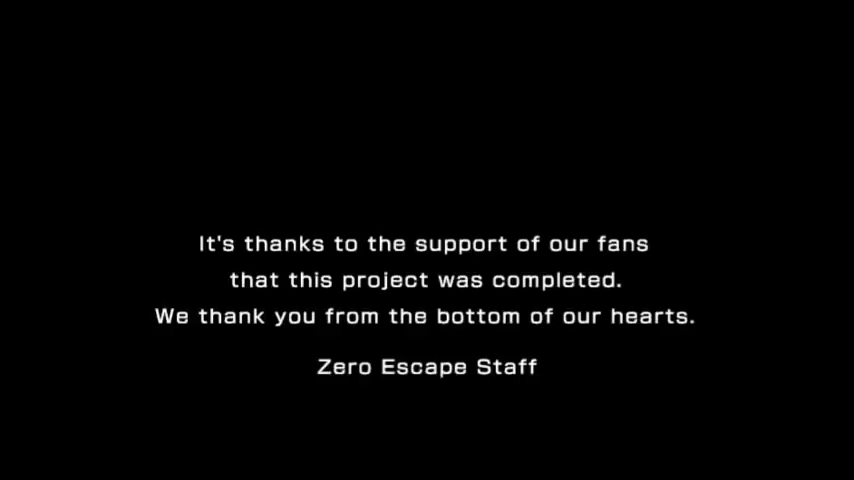 It's thanks to the support of our fans
that this project was completed.
We thank you from the bottom of our hearts.
Zero Escape Staff